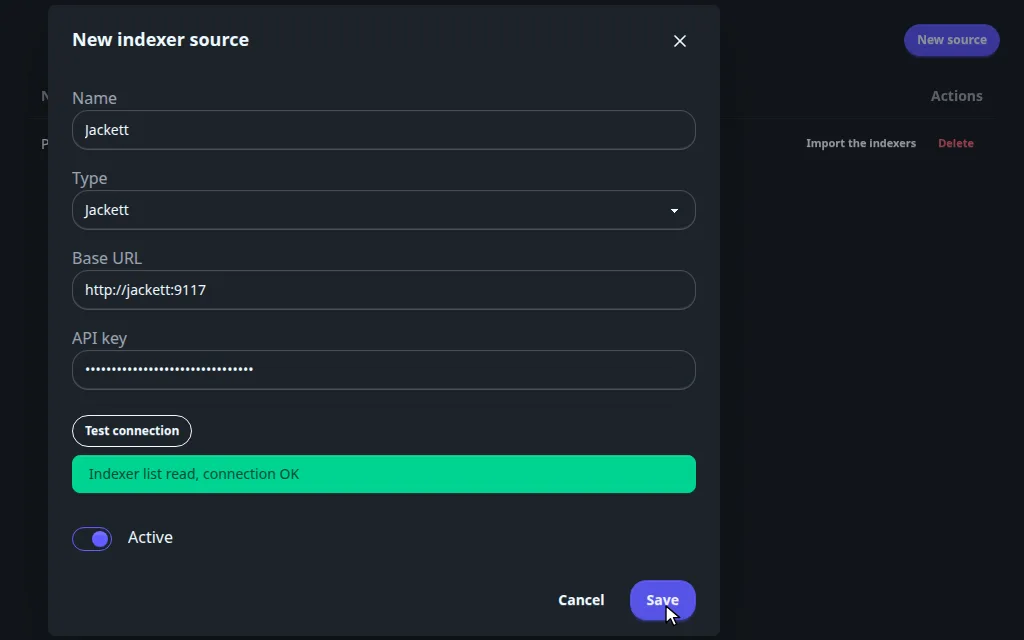 New indexer source
New source
Name
Actions
Jackett
Import the indexers
Delete
Type
Jackett
Base URL
http://jackett:9117
API key
••••••••••••••••••••••••••••••••
Test connection
Indexer list read, connection OK
Active
Cancel
Save